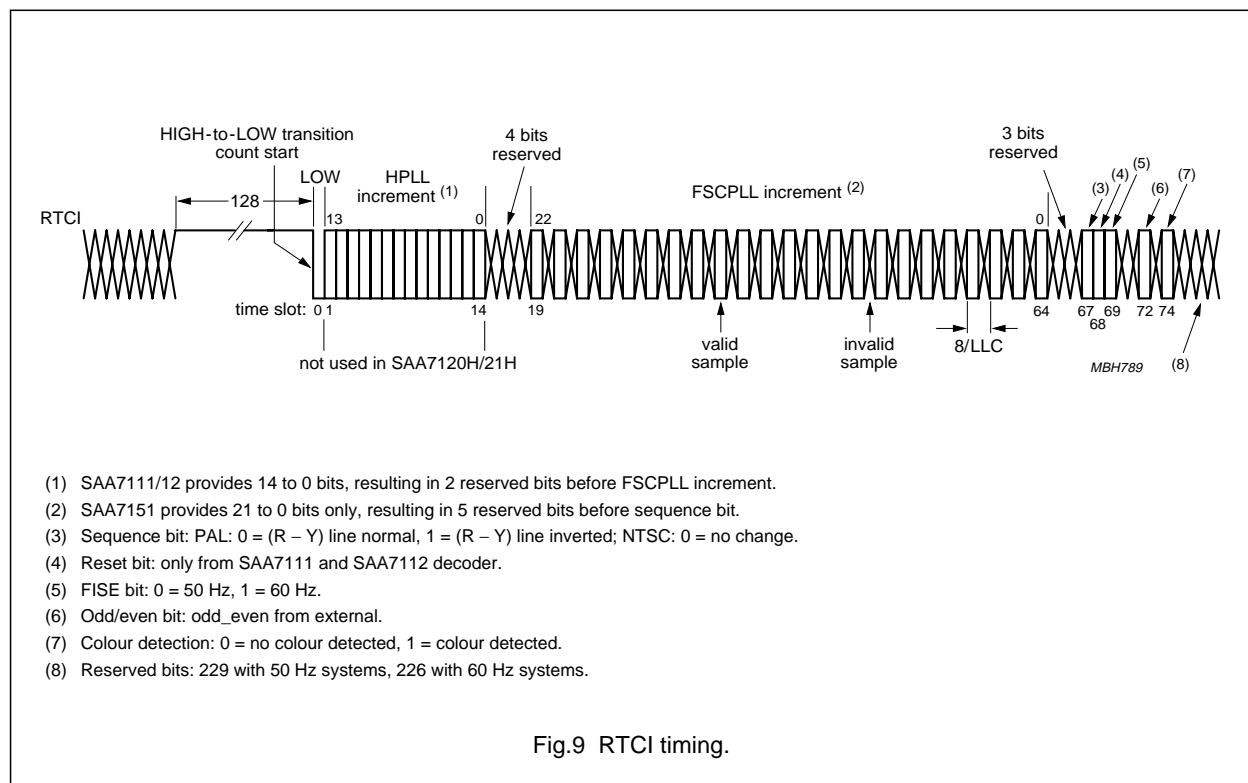 HIGH-to-LOW transition
count start
4 bits
reserved
3 bits
reserved
(3)
(4)
(5)
(6)
(7)
LOW
HPLL
increment (1)
FSCPLL increment (2)
128
RTCI
13
0
22
0
time slot:
0 1
14
19
64
67
68
69
72
74
not used in SAA7120H/21H
valid
sample
invalid
sample
8/LLC
MBH789
(8)
(1) SAA7111/12 provides 14 to 0 bits, resulting in 2 reserved bits before FSCPLL increment.
(2) SAA7151 provides 21 to 0 bits only, resulting in 5 reserved bits before sequence bit.
(3) Sequence bit: PAL: 0 = (R − Y) line normal, 1 = (R − Y) line inverted; NTSC: 0 = no change.
(4) Reset bit: only from SAA7111 and SAA7112 decoder.
(5) FISE bit: 0 = 50 Hz, 1 = 60 Hz.
(6) Odd/even bit: odd_even from external.
(7) Colour detection: 0 = no colour detected, 1 = colour detected.
(8) Reserved bits: 229 with 50 Hz systems, 226 with 60 Hz systems.
Fig.9 RTCI timing.